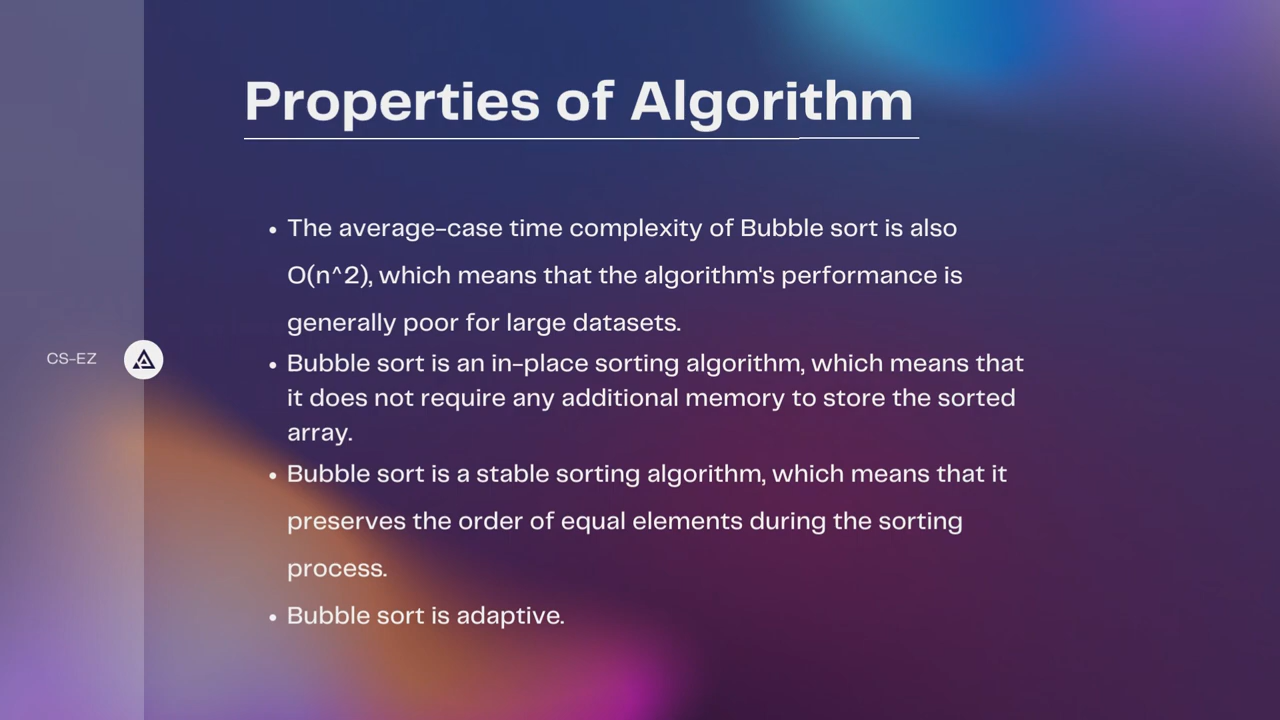 Properties of Algorithm
• The average-case time complexity of Bubble sort is also
O(n^2), which means that the algorithm's performance is
generally poor for large datasets.
• Bubble sort is an in-place sorting algorithm, which means that
it does not require any additional memory to store the sorted
array.
• Bubble sort is a stable sorting algorithm, which means that it
preserves the order of equal elements during the sorting
process.
• Bubble sort is adaptive.
CS-EZ